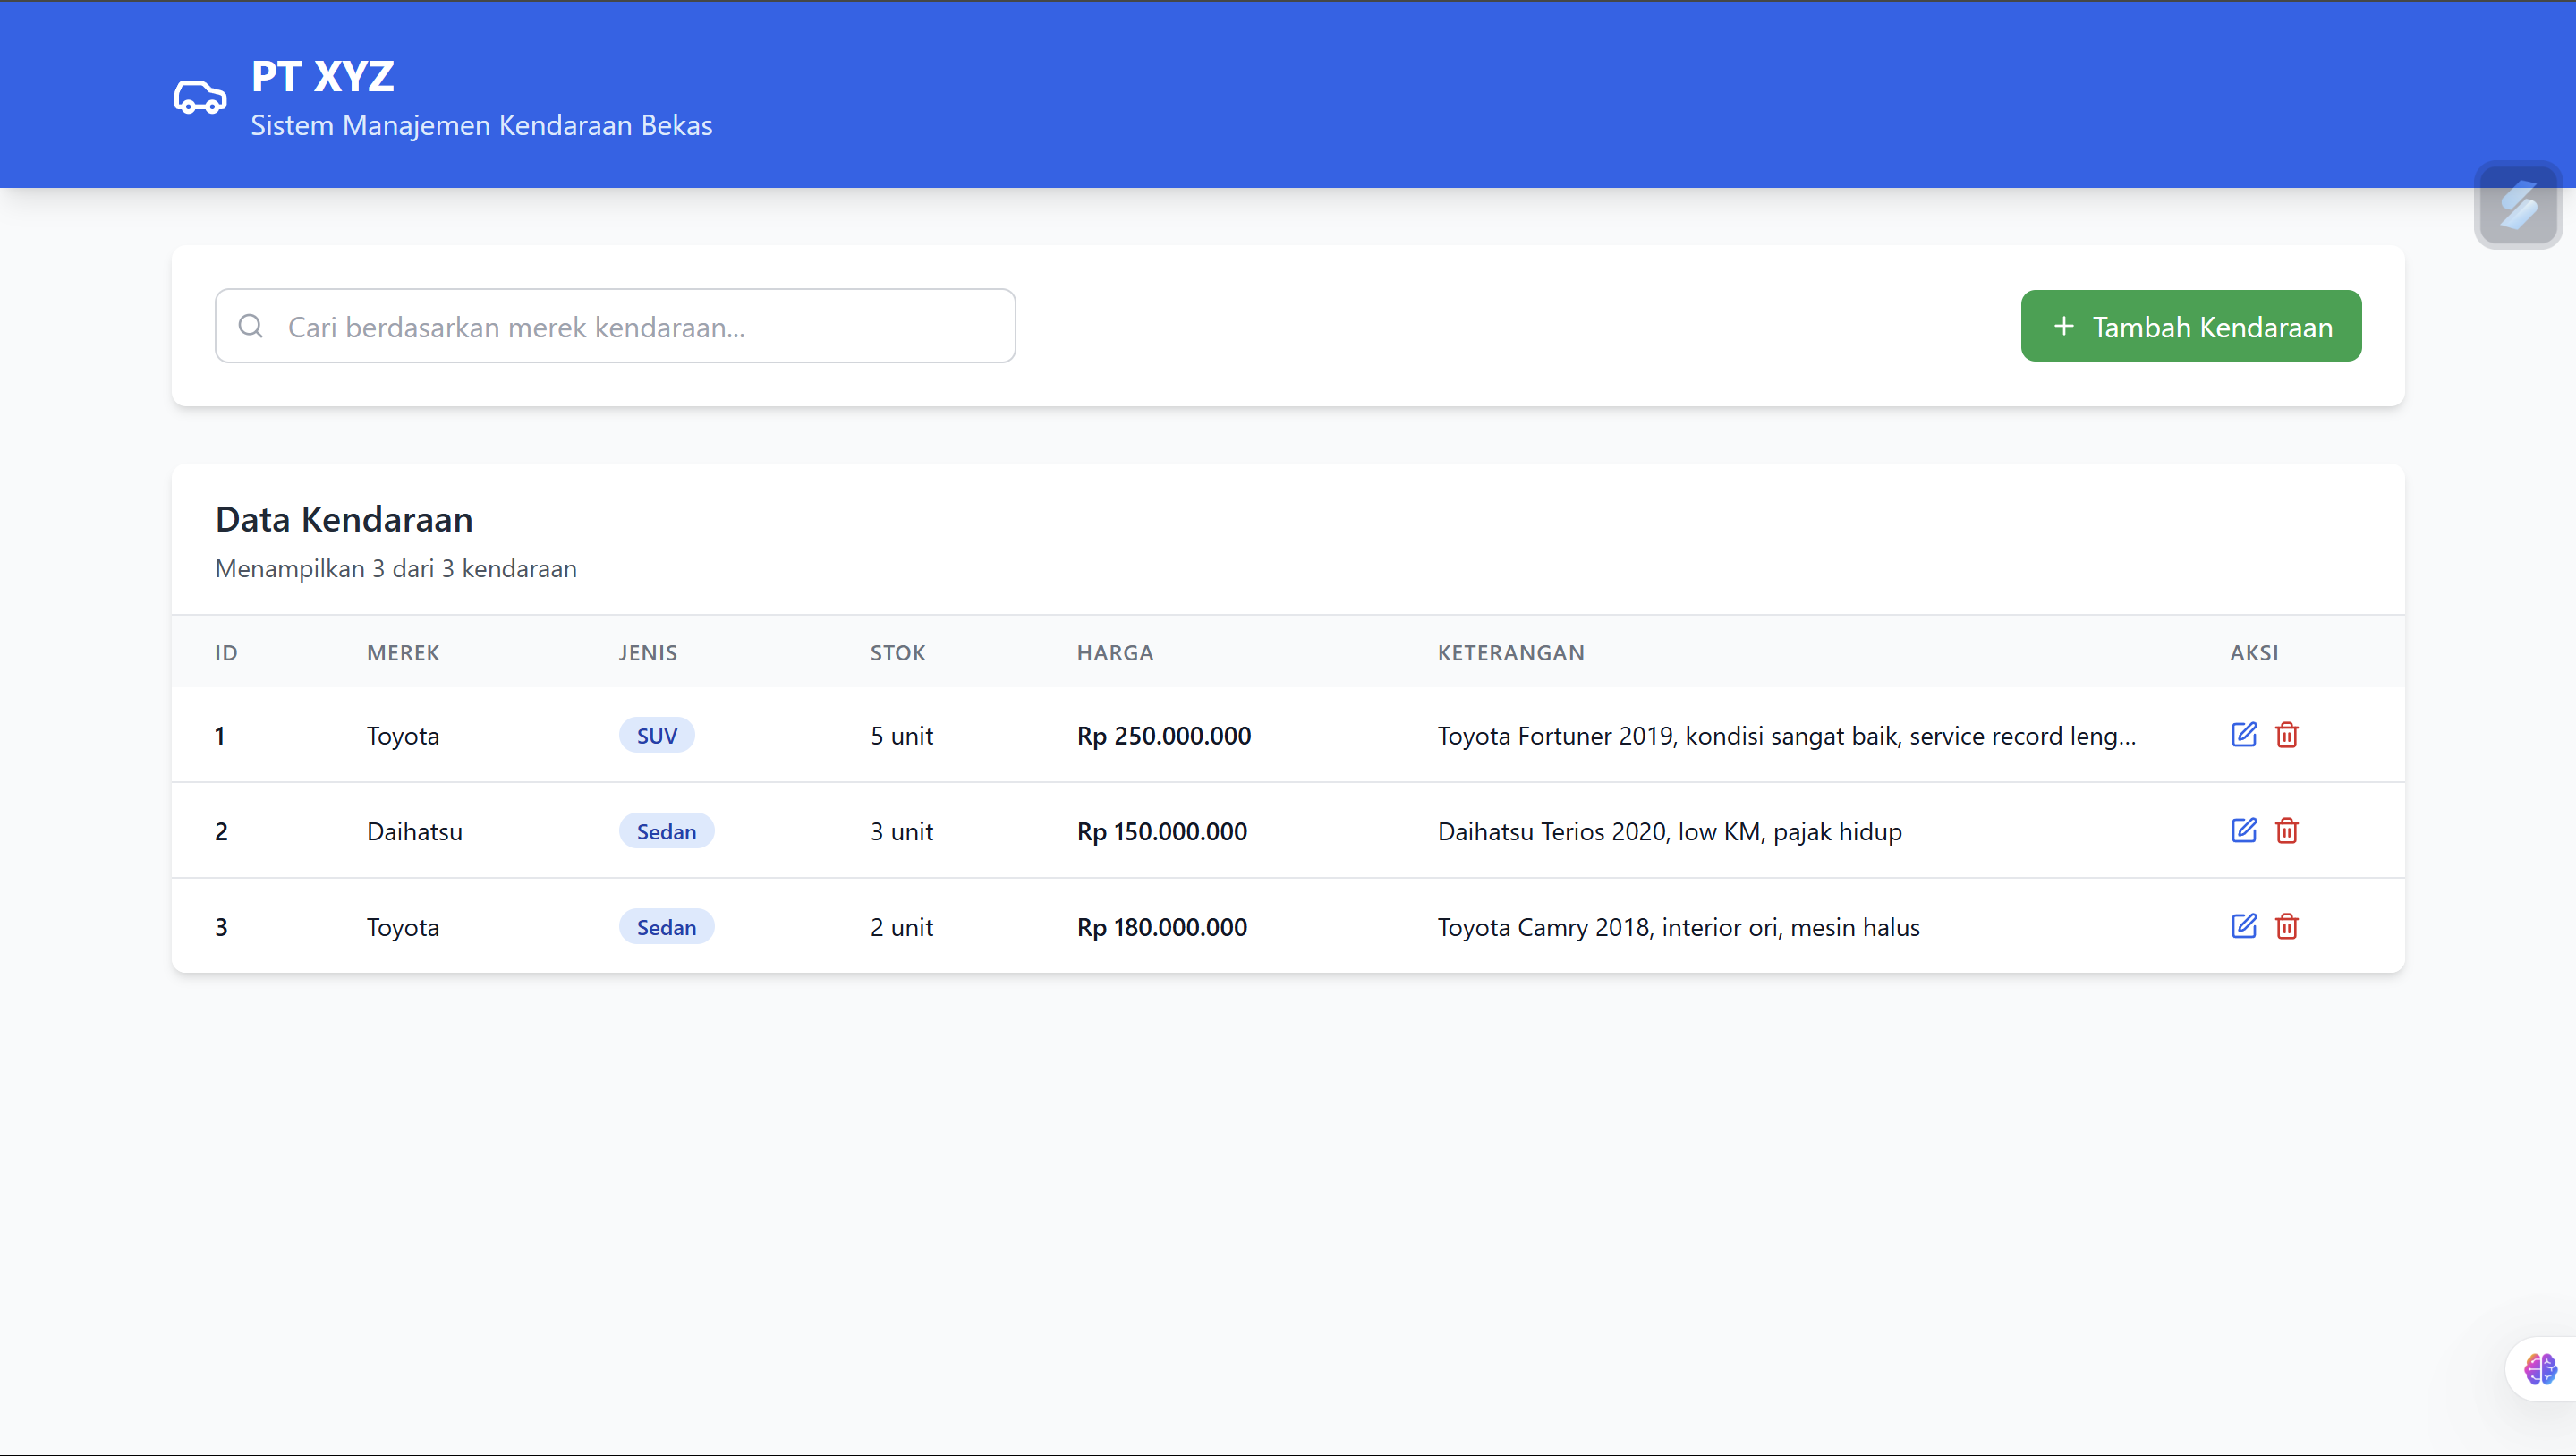 PT XYZ
Sistem Manajemen Kendaraan Bekas
Cari berdasarkan merek kendaraan...
+ Tambah Kendaraan
Data Kendaraan
Menampilkan 3 dari 3 kendaraan
ID MEREK JENIS STOK HARGA KETERANGAN AKSI
1 Toyota SUV 5 unit Rp 250.000.000 Toyota Fortuner 2019, kondisi sangat baik, service record leng...
2 Daihatsu Sedan 3 unit Rp 150.000.000 Daihatsu Terios 2020, low KM, pajak hidup
3 Toyota Sedan 2 unit Rp 180.000.000 Toyota Camry 2018, interior ori, mesin halus